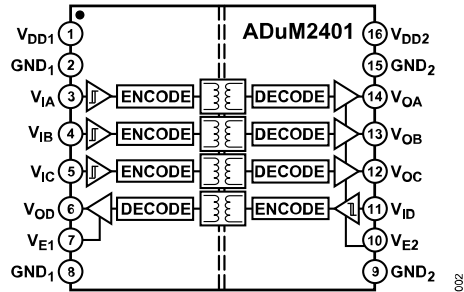 ADuM2401
V_DD1 1 16 V_DD2
GND_1 2 15 GND_2
V_IA 3 ENCODE DECODE 14 V_OA
V_IB 4 ENCODE DECODE 13 V_OB
V_IC 5 ENCODE DECODE 12 V_OC
V_OD 6 DECODE ENCODE 11 V_ID
V_E1 7 10 V_E2
GND_1 8 9 GND_2
002